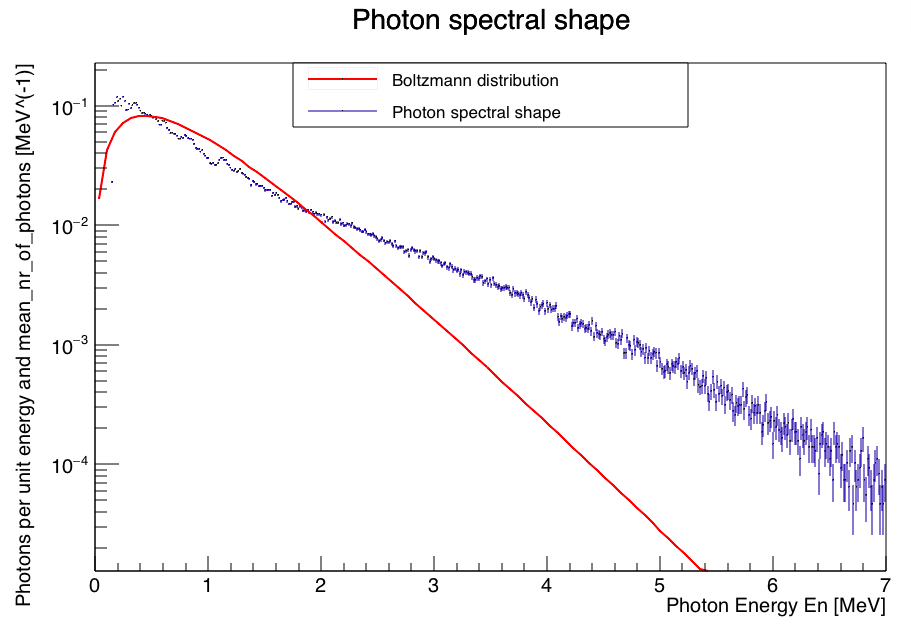 Photon spectral shape
Boltzmann distribution
Photon spectral shape
Photons per unit energy and mean_nr_of_photons [MeV^(-1)]
10⁻¹
10⁻²
10⁻³
10⁻⁴
0 1 2 3 4 5 6 7
Photon Energy En [MeV]